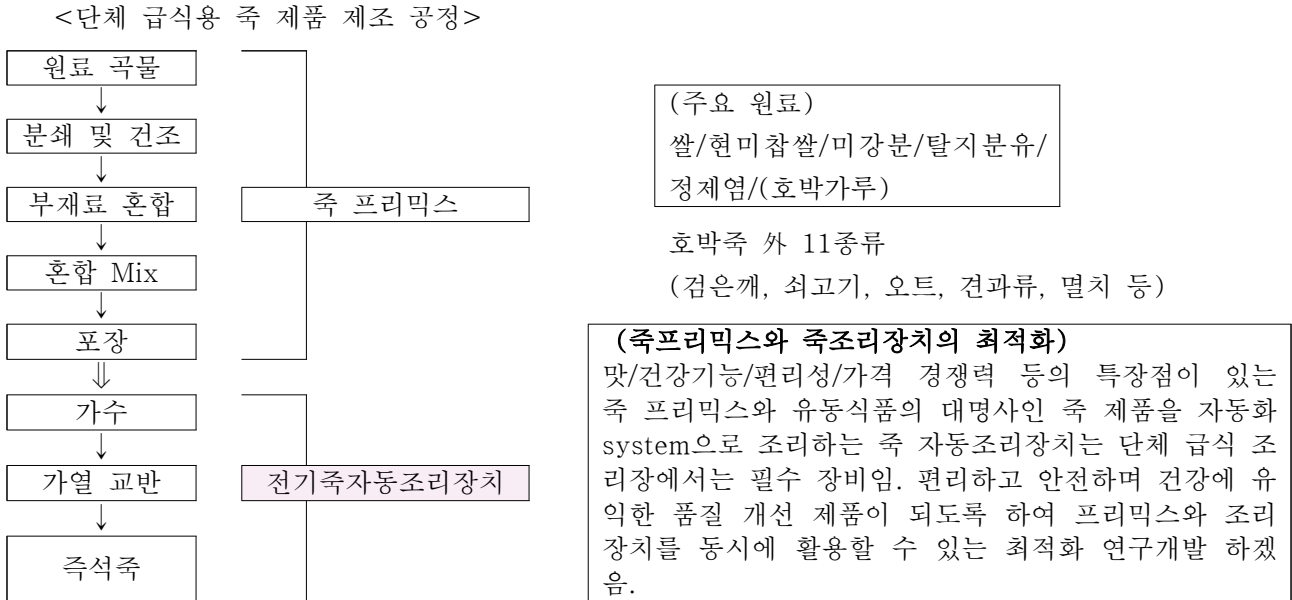 <단체 급식용 죽 제품 제조 공정>
원료 곡물
↓
분쇄 및 건조
↓
부재료 혼합
↓
혼합 Mix
↓
포장
⇓
가수
↓
가열 교반
↓
즉석죽
죽 프리믹스
전기죽자동조리장치
(주요 원료)
쌀/현미찹쌀/미강분/탈지분유/
정제염/(호박가루)
호박죽 外 11종류
(검은깨, 쇠고기, 오트, 견과류, 멸치 등)
(죽프리믹스와 죽조리장치의 최적화)
맛/건강기능/편리성/가격 경쟁력 등의 특장점이 있는
죽 프리믹스와 유동식품의 대명사인 죽 제품을 자동화
system으로 조리하는 죽 자동조리장치는 단체 급식 조
리장에서는 필수 장비임. 편리하고 안전하며 건강에 유
익한 품질 개선 제품이 되도록 하여 프리믹스와 조리
장치를 동시에 활용할 수 있는 최적화 연구개발 하겠
음.